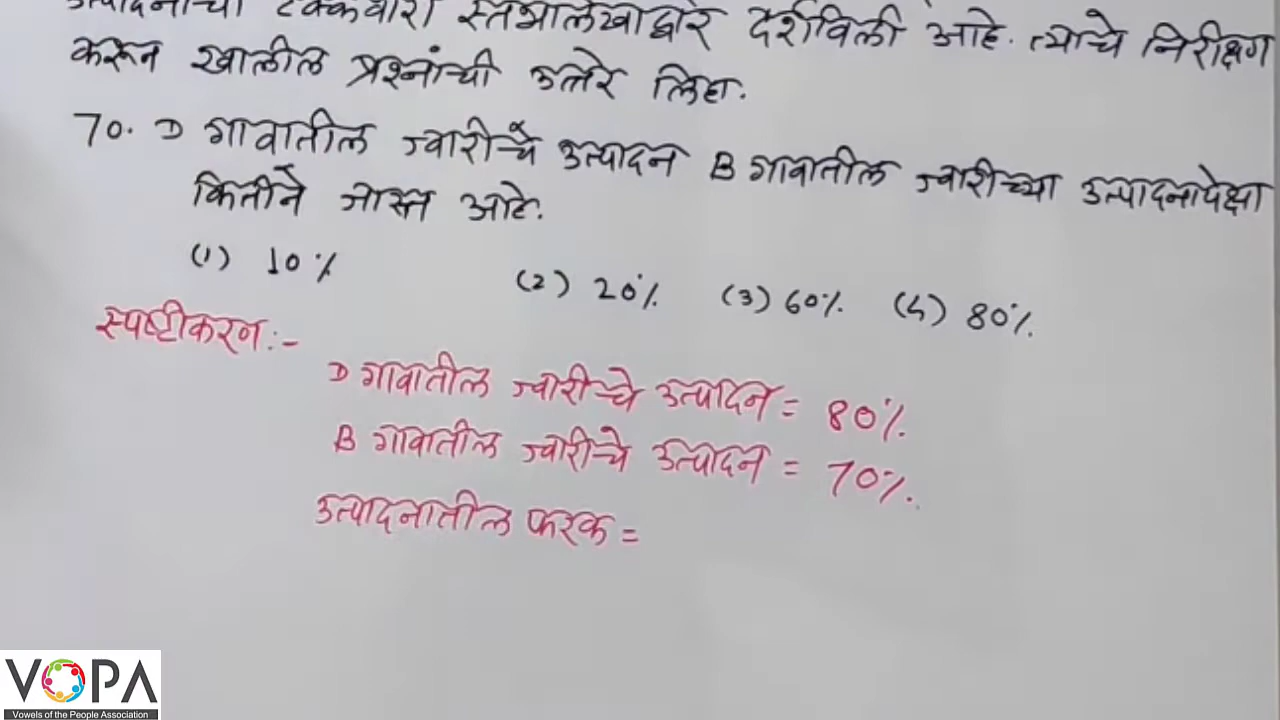 उत्पादनाची टक्केवारी स्तंभालेखाद्वारे दर्शविली आहे. त्याचे निरीक्षण
करून खालील प्रश्नांची उत्तरे लिहा.
70. D गावातील ज्वारीचे उत्पादन B गावातील ज्वारीच्या उत्पादनापेक्षा
कितीने जास्त आहे.
(1) 10% (2) 20% (3) 60% (4) 80%
स्पष्टीकरण:-
D गावातील ज्वारीचे उत्पादन = 80%.
B गावातील ज्वारीचे उत्पादन = 70%.
उत्पादनातील फरक =
VOPA
Vowels of the People Association